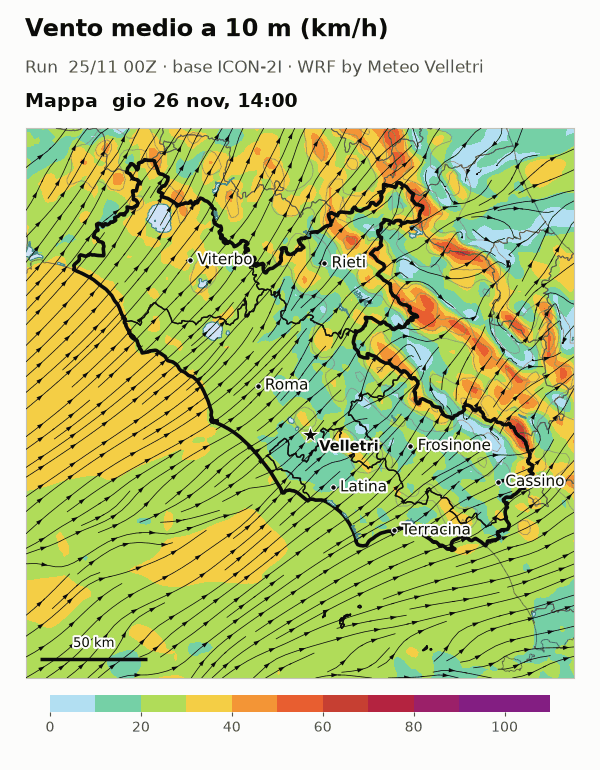 Vento medio a 10 m (km/h)
Run  25/11 00Z · base ICON-2I · WRF by Meteo Velletri
Mappa  gio 26 nov, 14:00
Viterbo
Rieti
Roma
Velletri
Frosinone
Latina
Cassino
Terracina
50 km
0 20 40 60 80 100